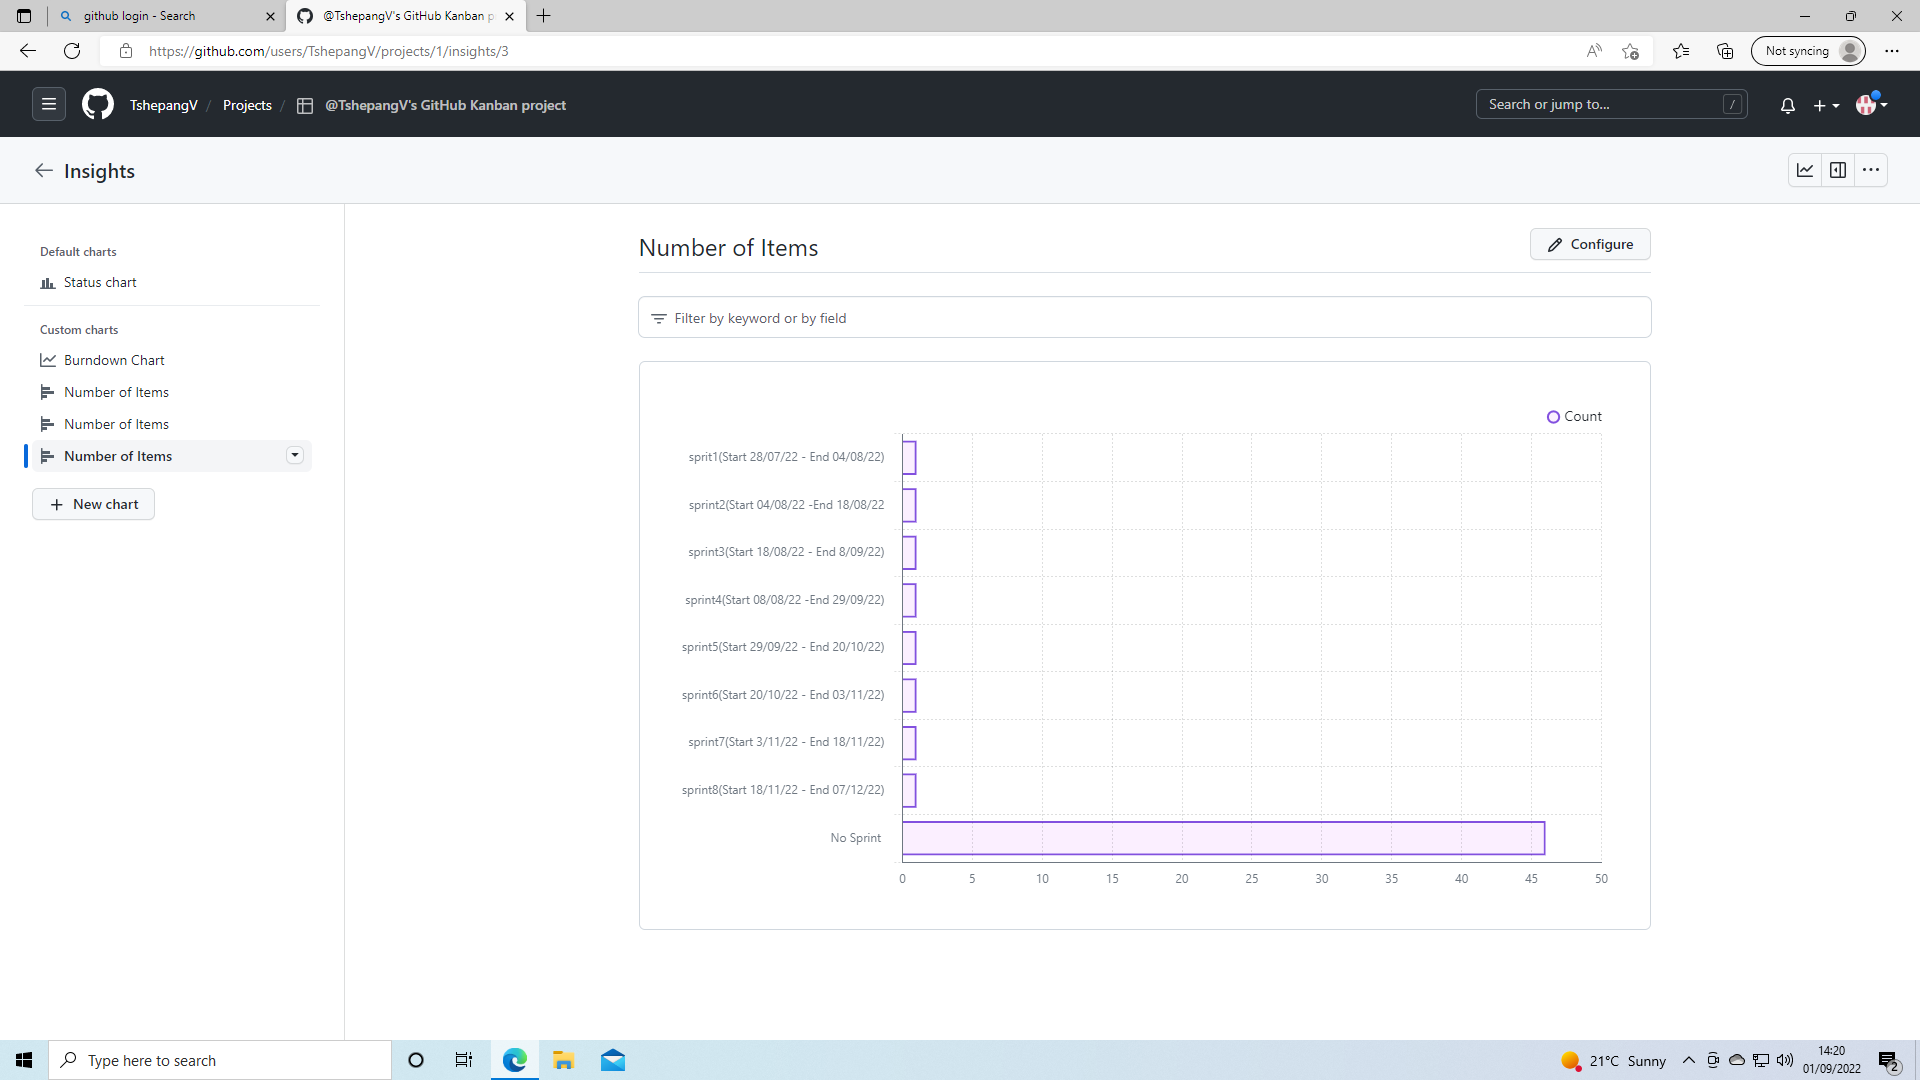 github login - Search
@TshepangV's GitHub Kanban p
https://github.com/users/TshepangV/projects/1/insights/3
Not syncing
TshepangV / Projects / @TshepangV's GitHub Kanban project
Search or jump to...
/
Insights
Default charts
Status chart
Custom charts
Burndown Chart
Number of Items
Number of Items
Number of Items
New chart
Number of Items
Configure
Filter by keyword or by field
Count
sprit1(Start 28/07/22 - End 04/08/22)
sprint2(Start 04/08/22 -End 18/08/22
sprint3(Start 18/08/22 - End 8/09/22)
sprint4(Start 08/08/22 -End 29/09/22)
sprint5(Start 29/09/22 - End 20/10/22)
sprint6(Start 20/10/22 - End 03/11/22)
sprint7(Start 3/11/22 - End 18/11/22)
sprint8(Start 18/11/22 - End 07/12/22)
No Sprint
0 5 10 15 20 25 30 35 40 45 50
Type here to search
21°C Sunny
14:20
01/09/2022
2